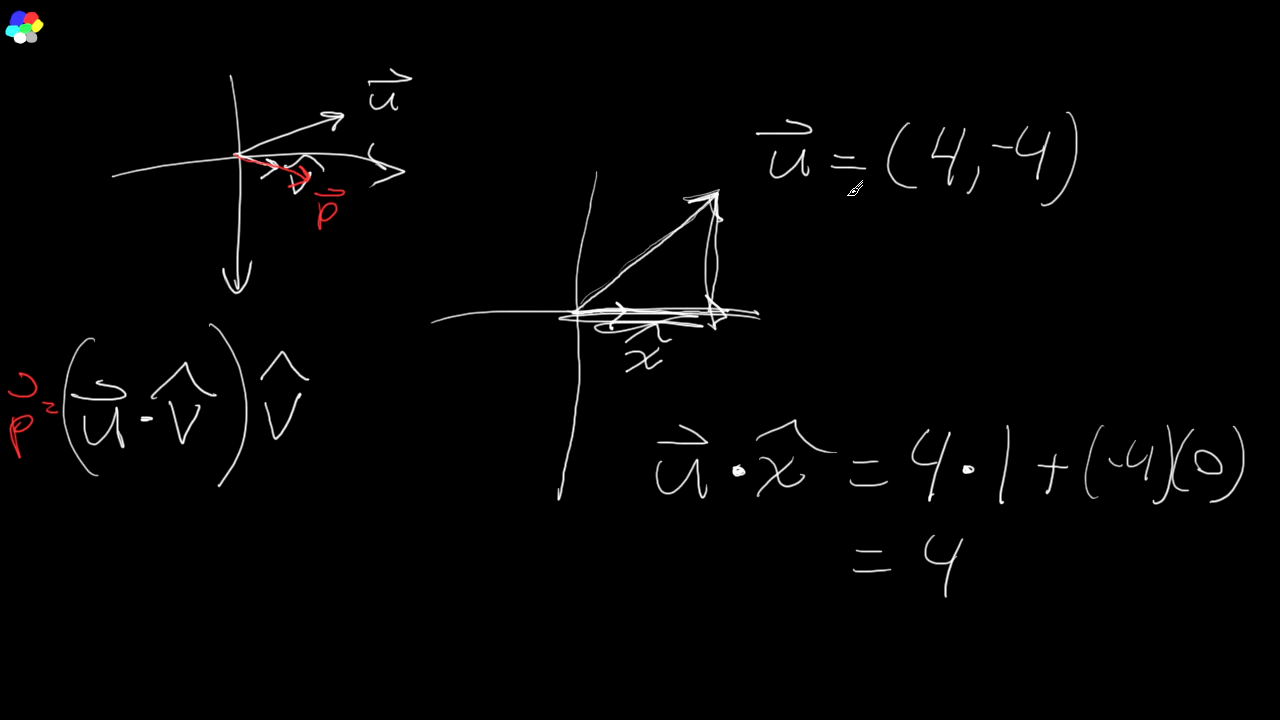 u⃗
v̂
p⃗
u⃗ = (4, -4)
x̂
p⃗ = (u⃗ · v̂) v̂
u⃗ · x̂ = 4 · 1 + (-4)(0)
= 4